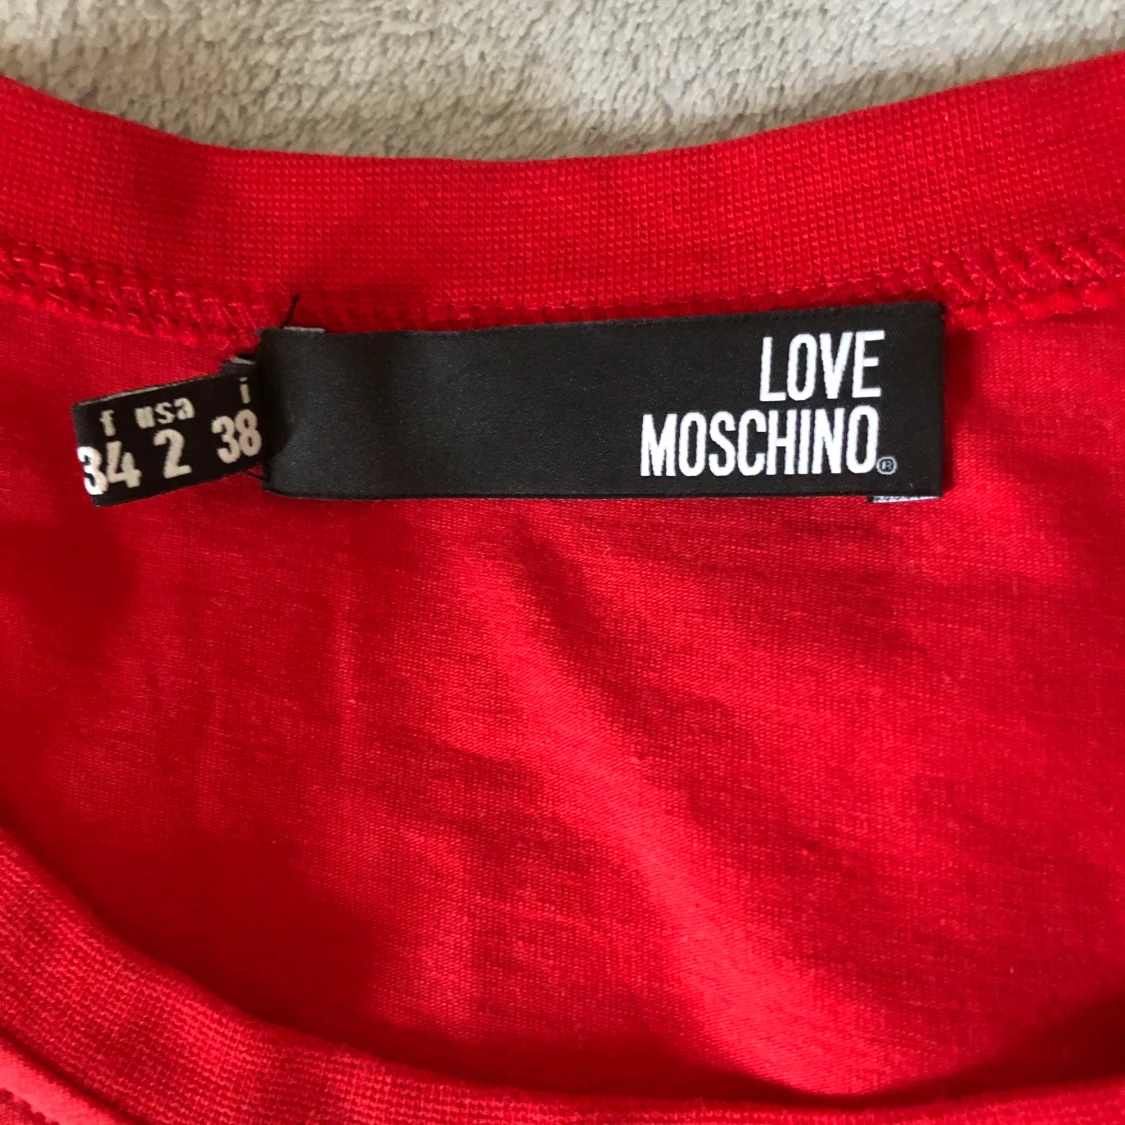 LOVE
MOSCHINO®
f usa i
34 2 38